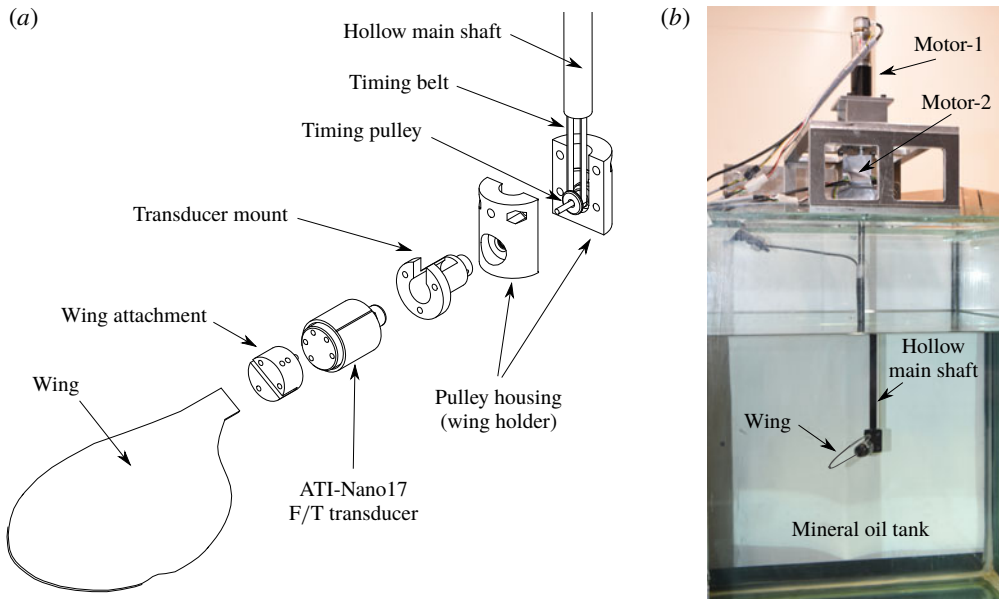 (a)
Hollow main shaft
Timing belt
Timing pulley
Transducer mount
Wing attachment
Wing
Pulley housing
(wing holder)
ATI-Nano17
F/T transducer
(b)
Motor-1
Motor-2
Hollow
main shaft
Wing
Mineral oil tank